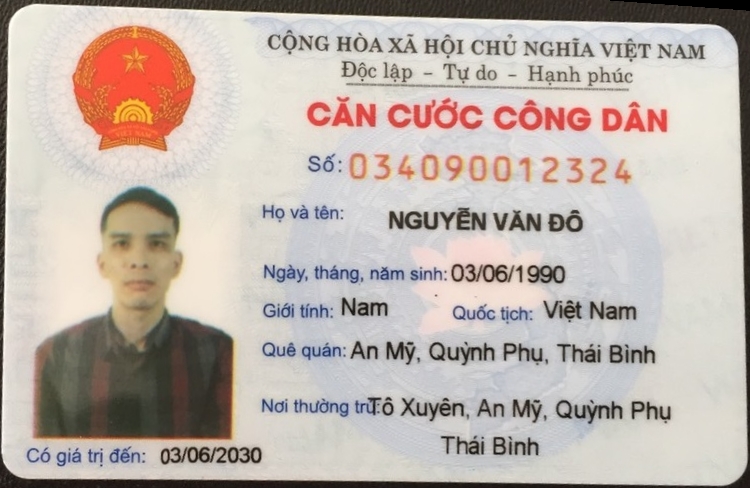 CỘNG HÒA XÃ HỘI CHỦ NGHĨA VIỆT NAM
Độc lập - Tự do - Hạnh phúc
CĂN CƯỚC CÔNG DÂN
Số: 034090012324
Họ và tên: NGUYỄN VĂN ĐÔ
Ngày, tháng, năm sinh: 03/06/1990
Giới tính: Nam Quốc tịch: Việt Nam
Quê quán: An Mỹ, Quỳnh Phụ, Thái Bình
Nơi thường trú: Tô Xuyên, An Mỹ, Quỳnh Phụ
Thái Bình
Có giá trị đến: 03/06/2030